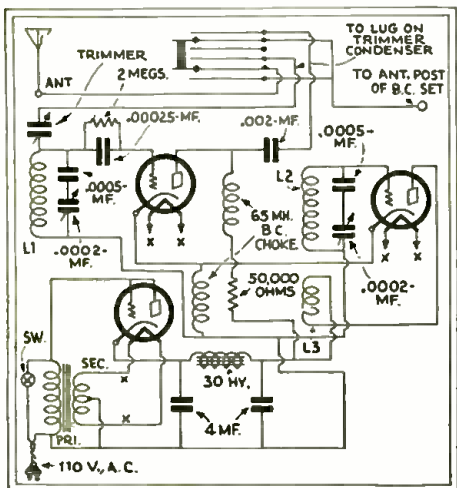 TO LUG ON
TRIMMER
CONDENSER
TRIMMER
2 MEGS.
ANT
TO ANT. POST
OF B.C. SET
.00025-MF.
.002-MF.
.0005-
MF.
.0005-
MF.
L2
L1
.0002-
MF.
X
X
65 MH.
B.C.
CHOKE.
X
X
.0002-
MF.
50,000
OHMS
L3
SW.
SEC.
X
X
30 HY.
4 MF.
PRI.
110 V., A.C.